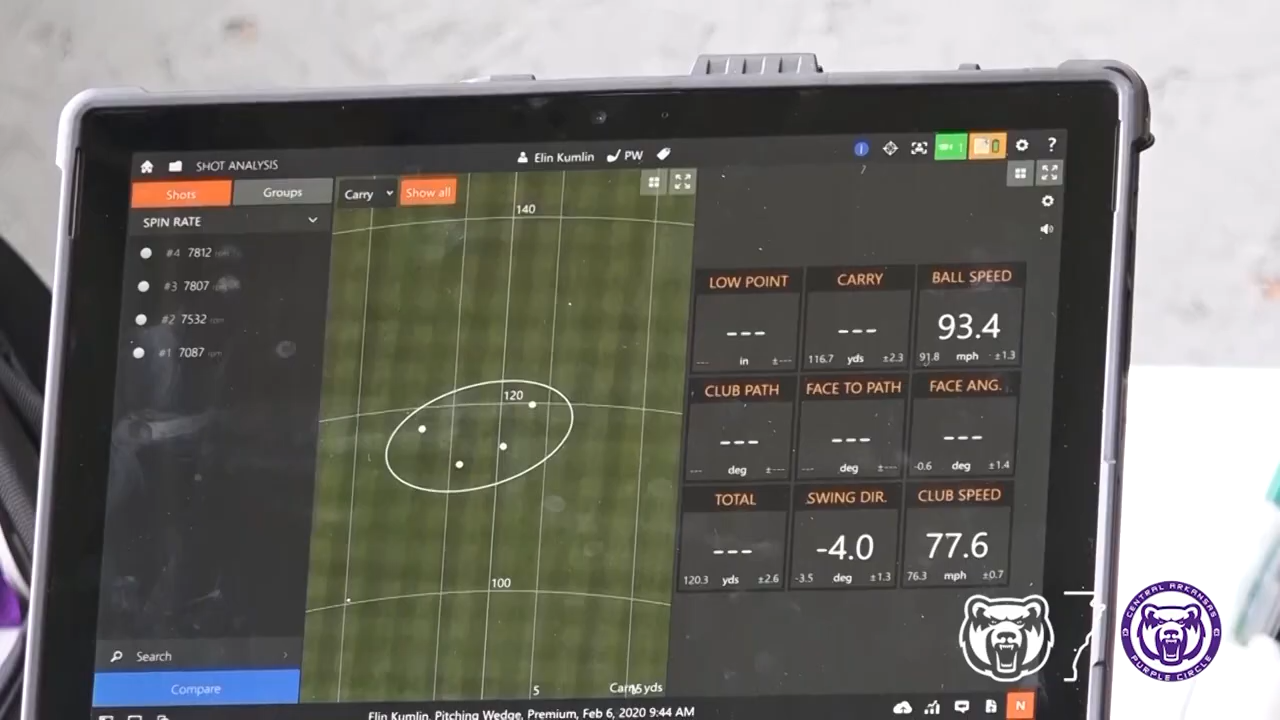 SHOT ANALYSIS
Elin Kumlin PW
1
?
Shots Groups
Carry Show all
SPIN RATE
#4 7812
#3 7807
#2 7532 rpm
#1 7087 rpm
140
120
100
5
Carry yds
LOW POINT CARRY BALL SPEED
--- --- 93.4
--- in ±--- 116.7 yds ±2.3 91.8 mph ±1.3
CLUB PATH FACE TO PATH FACE ANG.
--- --- ---
--- deg ±--- --- deg ±--- -0.6 deg ±1.4
TOTAL SWING DIR. CLUB SPEED
--- -4.0 77.6
120.3 yds ±2.6 -3.5 deg ±1.3 76.3 mph ±0.7
Search
Compare
Elin Kumlin, Pitching Wedge, Premium, Feb 6, 2020 9:44 AM
N
CENTRAL ARKANSAS
PURPLE CIRCLE